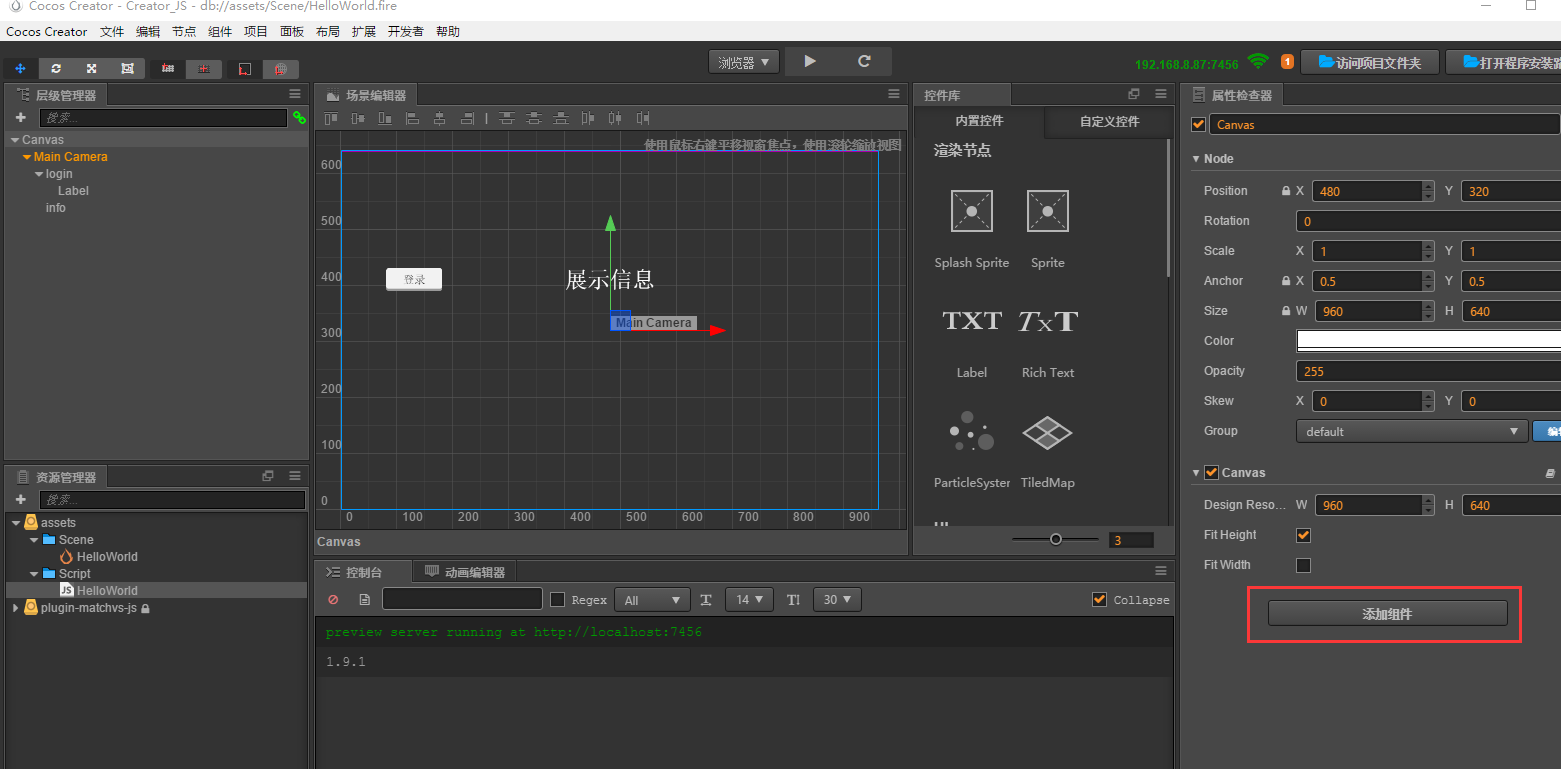 Cocos Creator - Creator_JS - db://assets/Scene/HelloWorld.fire
Cocos Creator 文件 编辑 节点 组件 项目 面板 布局 扩展 开发者 帮助
浏览器
192.168.8.87:7456
1
访问项目文件夹
打开程序安装路
层级管理器
搜索...
Canvas
Main Camera
login
Label
info
场景编辑器
使用鼠标右键平移视窗焦点，使用滚轮缩放视图
600
500
400
300
200
100
0
登录
展示信息
Main Camera
0 100 200 300 400 500 600 700 800 900
Canvas
控件库
内置控件 自定义控件
渲染节点
Splash Sprite Sprite
TXT TxT
Label Rich Text
ParticleSyster TiledMap
3
资源管理器
搜索...
assets
Scene
HelloWorld
Script
JS HelloWorld
plugin-matchvs-js
控制台 动画编辑器
Regex All 14 30 Collapse
preview server running at http://localhost:7456
1.9.1
属性检查器
Canvas
Node
Position X 480 Y 320
Rotation 0
Scale X 1 Y 1
Anchor X 0.5 Y 0.5
Size W 960 H 640
Color
Opacity 255
Skew X 0 Y 0
Group default 编辑
Canvas
Design Reso... W 960 H 640
Fit Height
Fit Width
添加组件